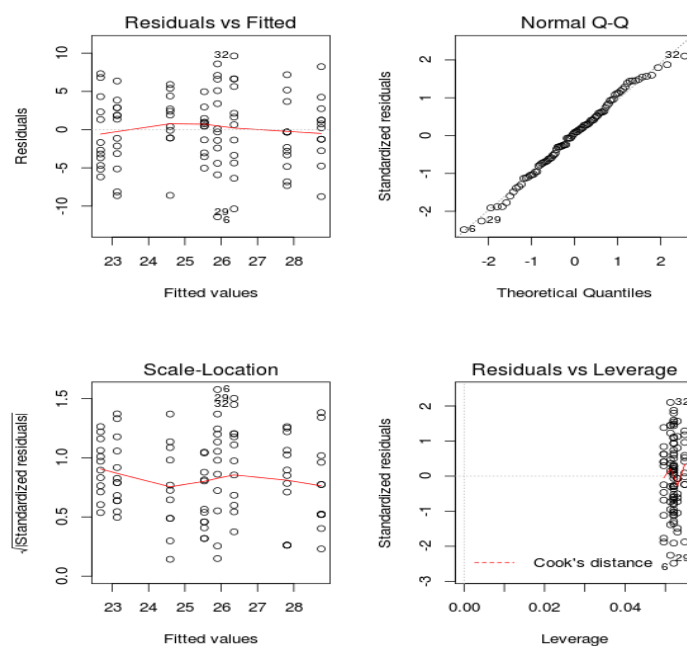 Residuals vs Fitted
Residuals
10
5
0
-5
-10
32
29
6
23 24 25 26 27 28
Fitted values
Normal Q-Q
Standardized residuals
2
1
0
-1
-2
32
29
6
-2 -1 0 1 2
Theoretical Quantiles
Scale-Location
√|Standardized residuals|
1.5
1.0
0.5
0.0
6
29
32
23 24 25 26 27 28
Fitted values
Residuals vs Leverage
Standardized residuals
2
1
0
-1
-2
-3
32
29
6
Cook's distance
0.00 0.02 0.04
Leverage